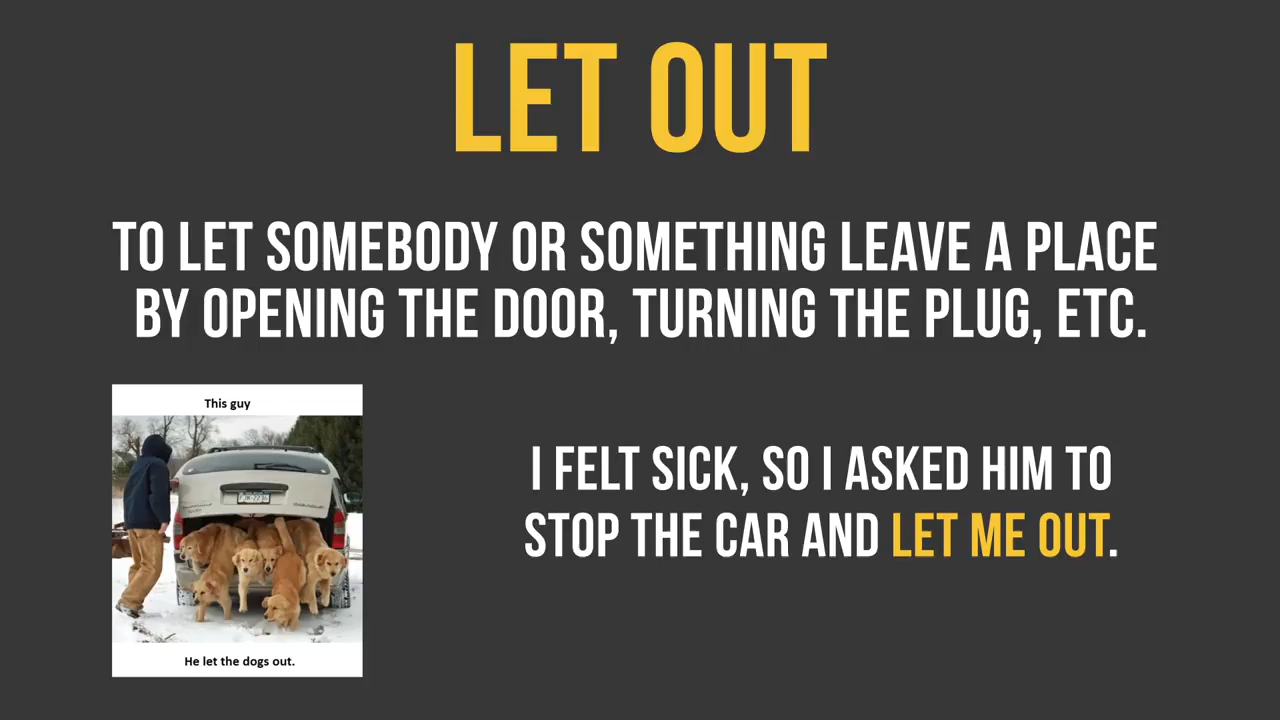 LET OUT
TO LET SOMEBODY OR SOMETHING LEAVE A PLACE
BY OPENING THE DOOR, TURNING THE PLUG, ETC.
This guy
He let the dogs out.
I FELT SICK, SO I ASKED HIM TO
STOP THE CAR AND LET ME OUT.